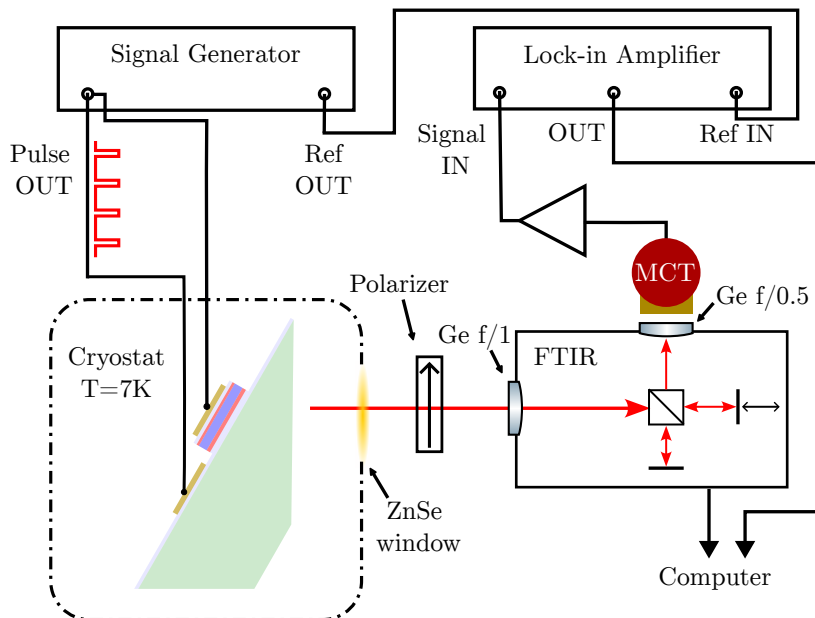 Signal Generator
Lock-in Amplifier
Pulse
OUT
Ref
OUT
Signal
IN
OUT
Ref IN
MCT
Polarizer
Ge f/0.5
Ge f/1
FTIR
Cryostat
T=7K
ZnSe
window
Computer